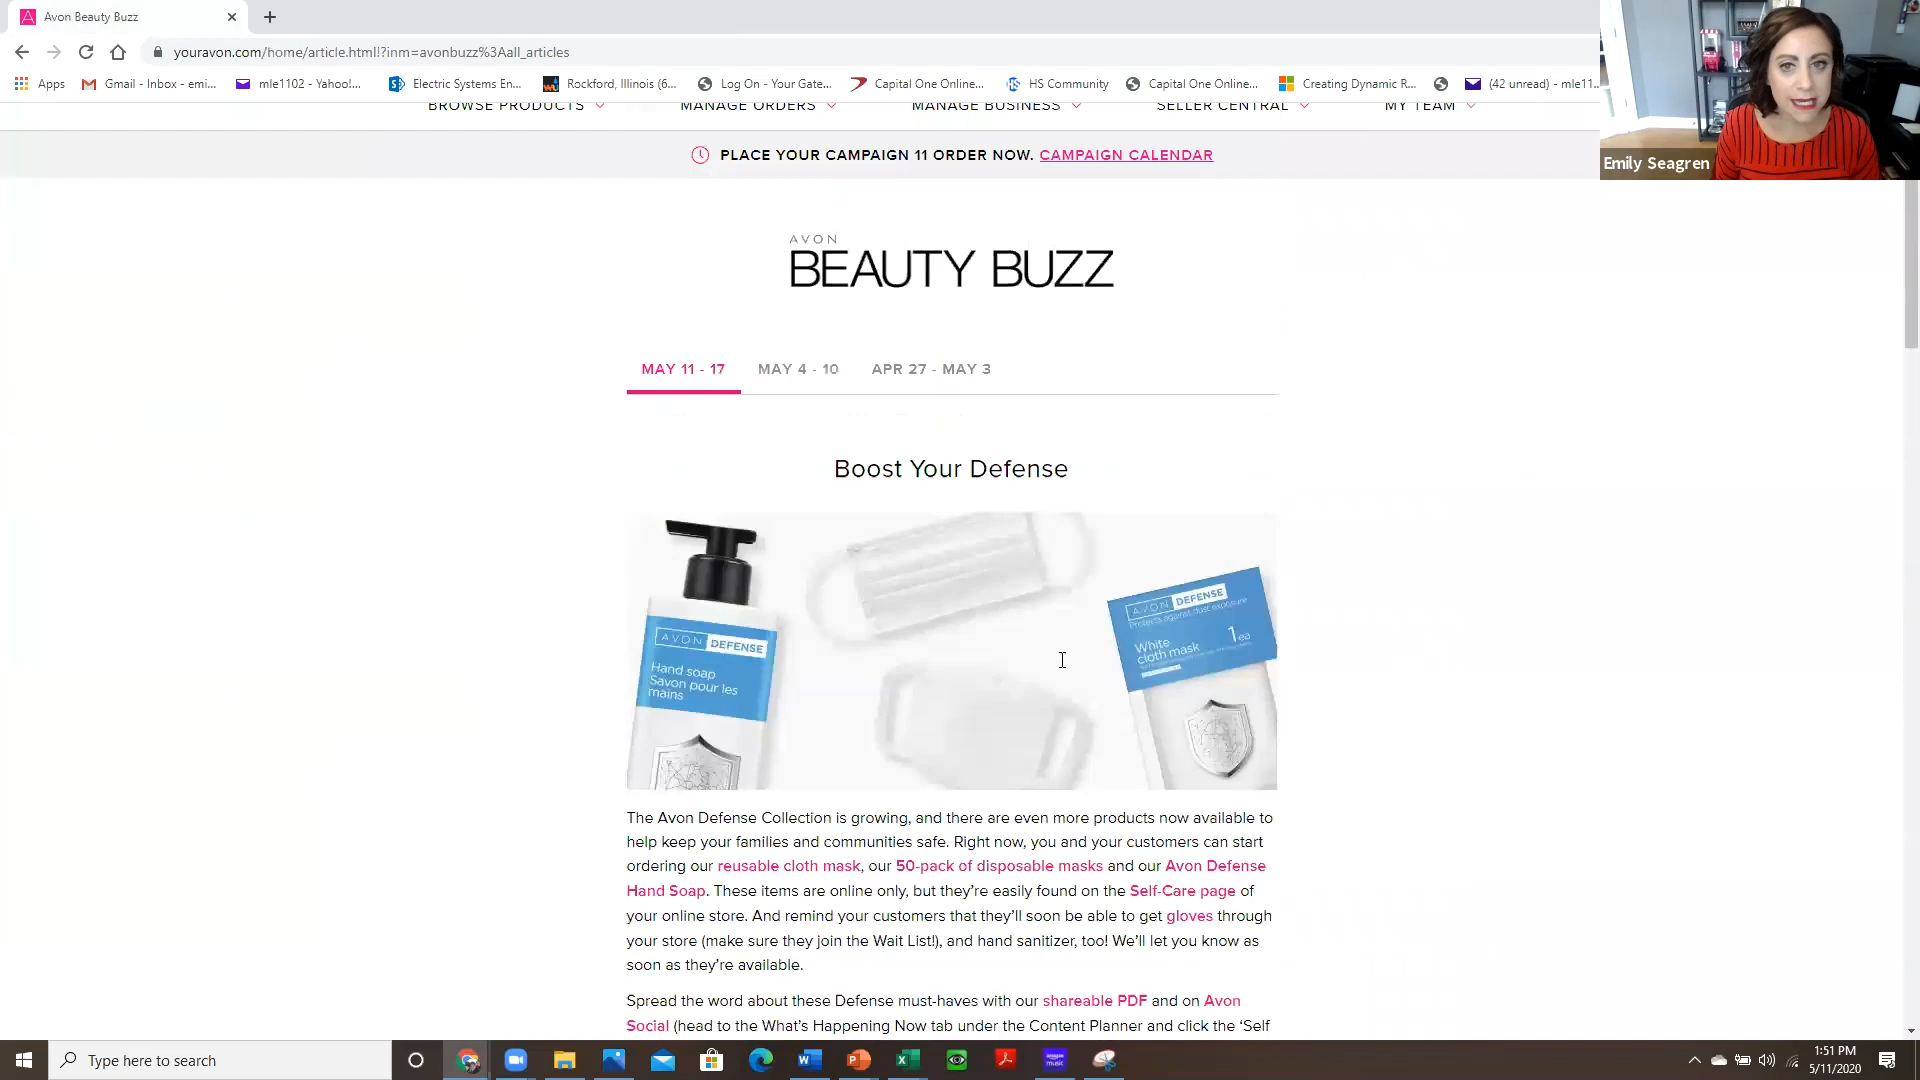 Avon Beauty Buzz
youravon.com/home/article.html!?inm=avonbuzz%3Aall_articles
Apps
Gmail - Inbox - emi...
mle1102 - Yahoo!...
Electric Systems En...
Rockford, Illinois (6...
Log On - Your Gate...
Capital One Online...
HS Community
Capital One Online...
Creating Dynamic R...
(42 unread) - mle11...
BROWSE PRODUCTS
MANAGE ORDERS
MANAGE BUSINESS
SELLER CENTRAL
MY TEAM
Emily Seagren
PLACE YOUR CAMPAIGN 11 ORDER NOW. CAMPAIGN CALENDAR
AVON
BEAUTY BUZZ
MAY 11 - 17
MAY 4 - 10
APR 27 - MAY 3
Boost Your Defense
AVON DEFENSE
Hand soap
Savon pour les
mains
AVON DEFENSE
Protects against dust exposure
White
cloth mask
1ea
The Avon Defense Collection is growing, and there are even more products now available to
help keep your families and communities safe. Right now, you and your customers can start
ordering our reusable cloth mask, our 50-pack of disposable masks and our Avon Defense
Hand Soap. These items are online only, but they’re easily found on the Self-Care page of
your online store. And remind your customers that they’ll soon be able to get gloves through
your store (make sure they join the Wait List!), and hand sanitizer, too! We’ll let you know as
soon as they’re available.
Spread the word about these Defense must-haves with our shareable PDF and on Avon
Social (head to the What’s Happening Now tab under the Content Planner and click the ‘Self
Type here to search
1:51 PM
5/11/2020